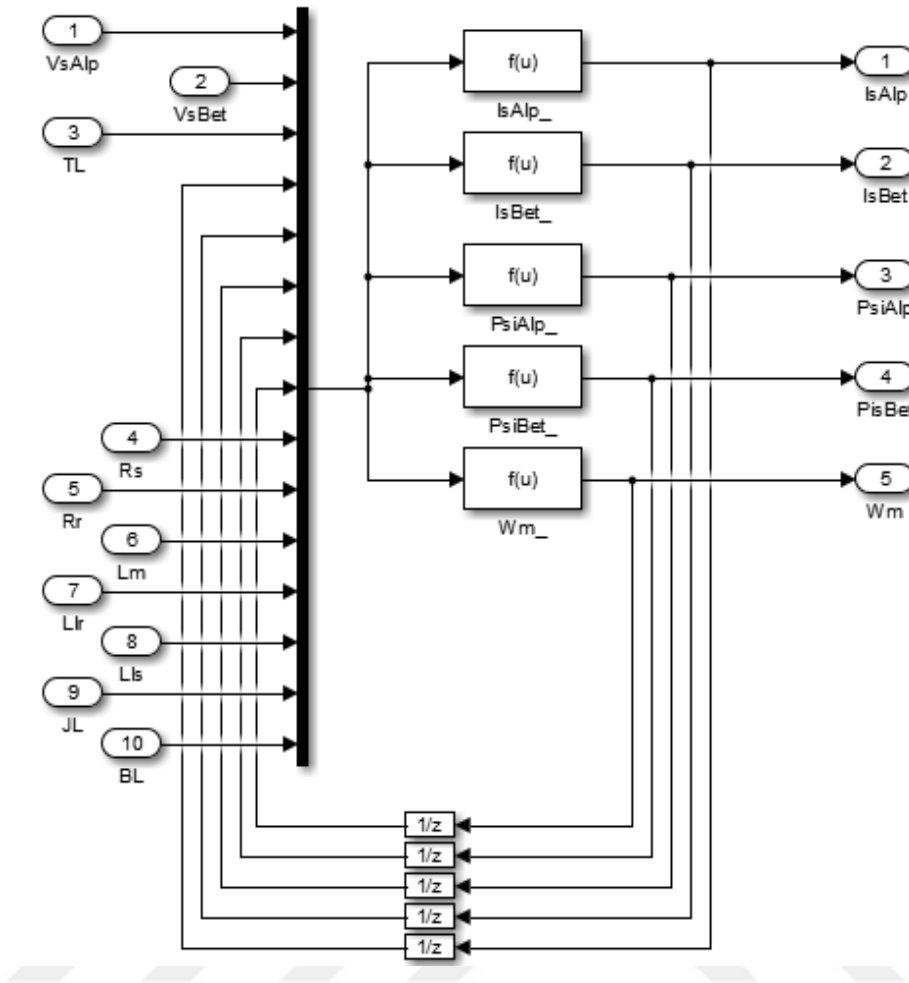 1
VsAlp
2
VsBet
3
TL
4
Rs
5
Rr
6
Lm
7
Llr
8
Lls
9
JL
10
BL
f(u)
IsAlp_
f(u)
IsBet_
f(u)
PsiAlp_
f(u)
PsiBet_
f(u)
Wm_
1
IsAlp
2
IsBet
3
PsiAlp
4
PisBet
5
Wm
1/z
1/z
1/z
1/z
1/z